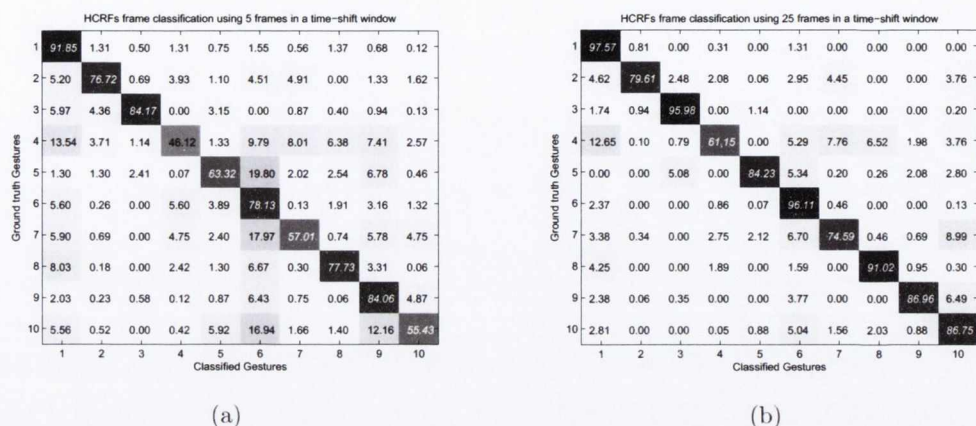 HCRFs frame classification using 5 frames in a time-shift window
1 91.85 1.31 0.50 1.31 0.75 1.55 0.56 1.37 0.68 0.12
2 5.20 76.72 0.69 3.93 1.10 4.51 4.91 0.00 1.33 1.62
3 5.97 4.36 84.17 0.00 3.15 0.00 0.87 0.40 0.94 0.13
4 13.54 3.71 1.14 46.12 1.33 9.79 8.01 6.38 7.41 2.57
5 1.30 1.30 2.41 0.07 63.32 19.80 2.02 2.54 6.78 0.46
6 5.60 0.26 0.00 5.60 3.89 78.13 0.13 1.91 3.16 1.32
7 5.90 0.69 0.00 4.75 2.40 17.97 57.01 0.74 5.78 4.75
8 8.03 0.18 0.00 2.42 1.30 6.67 0.30 77.73 3.31 0.06
9 2.03 0.23 0.58 0.12 0.87 6.43 0.75 0.06 84.06 4.87
10 5.56 0.52 0.00 0.42 5.92 16.94 1.66 1.40 12.16 55.43
1 2 3 4 5 6 7 8 9 10
Ground truth Gestures
Classified Gestures
(a)
HCRFs frame classification using 25 frames in a time-shift window
1 97.57 0.81 0.00 0.31 0.00 1.31 0.00 0.00 0.00 0.00
2 4.62 79.61 2.48 2.08 0.06 2.95 4.45 0.00 0.00 3.76
3 1.74 0.94 95.98 0.00 1.14 0.00 0.00 0.00 0.00 0.20
4 12.65 0.10 0.79 61.15 0.00 5.29 7.76 6.52 1.98 3.76
5 0.00 0.00 5.08 0.00 84.23 5.34 0.20 0.26 2.08 2.80
6 2.37 0.00 0.00 0.86 0.07 96.11 0.46 0.00 0.00 0.13
7 3.38 0.34 0.00 2.75 2.12 6.70 74.59 0.46 0.69 8.99
8 4.25 0.00 0.00 1.89 0.00 1.59 0.00 91.02 0.95 0.30
9 2.38 0.06 0.35 0.00 0.00 3.77 0.00 0.00 86.96 6.49
10 2.81 0.00 0.00 0.05 0.88 5.04 1.56 2.03 0.88 86.75
1 2 3 4 5 6 7 8 9 10
Ground truth Gestures
Classified Gestures
(b)